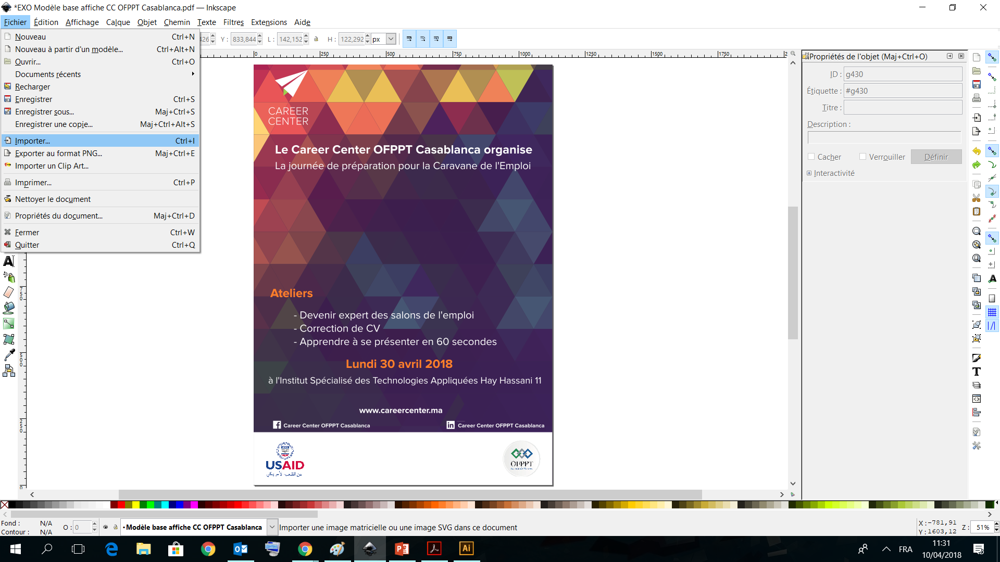 *EXO Modèle base affiche CC OFPPT Casablanca.pdf — Inkscape
Fichier Édition Affichage Calque Objet Chemin Texte Filtres Extensions Aide
Nouveau Ctrl+N
Nouveau à partir d'un modèle... Ctrl+Alt+N
Ouvrir... Ctrl+O
Documents récents
Recharger
Enregistrer Ctrl+S
Enregistrer sous... Maj+Ctrl+S
Enregistrer une copie... Maj+Ctrl+Alt+S
Importer... Ctrl+I
Exporter au format PNG... Maj+Ctrl+E
Importer un Clip Art...
Imprimer... Ctrl+P
Nettoyer le document
Propriétés du document... Maj+Ctrl+D
Fermer Ctrl+W
Quitter Ctrl+Q
426 Y : 833,844 L : 142,152 H : 122,292 px
0 250 500 750 1000 1250 1500 1750 2
750
500
250
0
CAREER
CENTER
Le Career Center OFPPT Casablanca organise
La journée de préparation pour la Caravane de l'Emploi
Ateliers
- Devenir expert des salons de l'emploi
- Correction de CV
- Apprendre à se présenter en 60 secondes
Lundi 30 avril 2018
à l'Institut Spécialisé des Technologies Appliquées Hay Hassani 11
www.careercenter.ma
Career Center OFPPT Casablanca
Career Center OFPPT Casablanca
USAID
من الشعب الأمريكي
OFPPT
Propriétés de l'objet (Maj+Ctrl+O)
ID : g430
Étiquette : #g430
Titre :
Description :
Cacher Verrouiller Définir
Interactivité
Fond : N/A
Contour : N/A
O : 0
•Modèle base affiche CC OFPPT Casablanca
Importer une image matricielle ou une image SVG dans ce document
X :-781,91
Y :1603,12
Z : 51%
FRA
11:31
10/04/2018